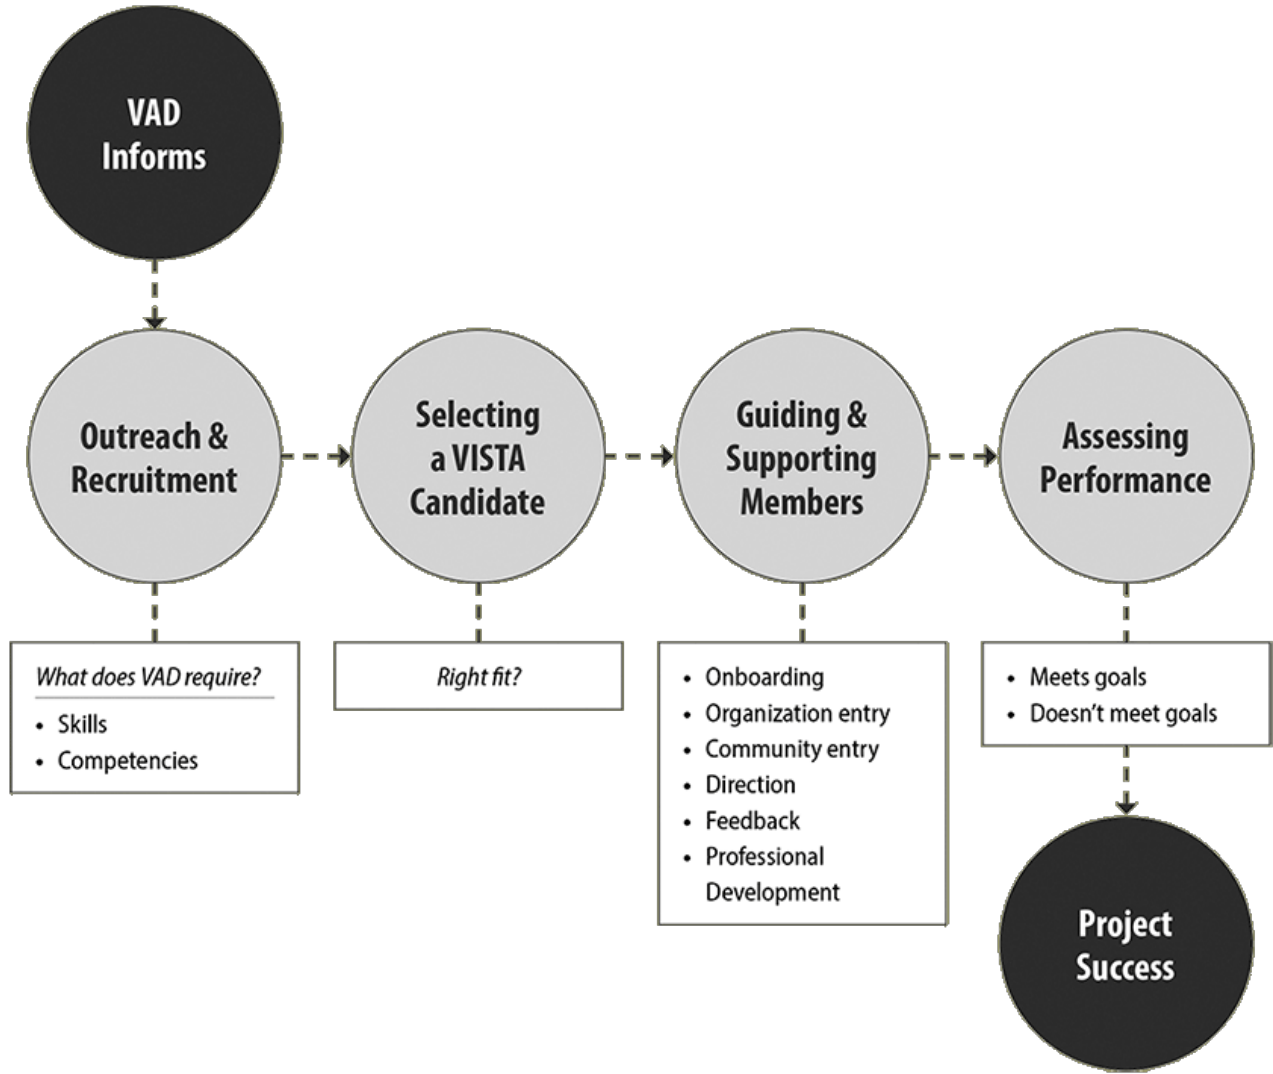 VAD
Informs
Outreach &
Recruitment
Selecting
a VISTA
Candidate
Guiding &
Supporting
Members
Assessing
Performance
What does VAD require?
• Skills
• Competencies
Right fit?
• Onboarding
• Organization entry
• Community entry
• Direction
• Feedback
• Professional
Development
• Meets goals
• Doesn't meet goals
Project
Success